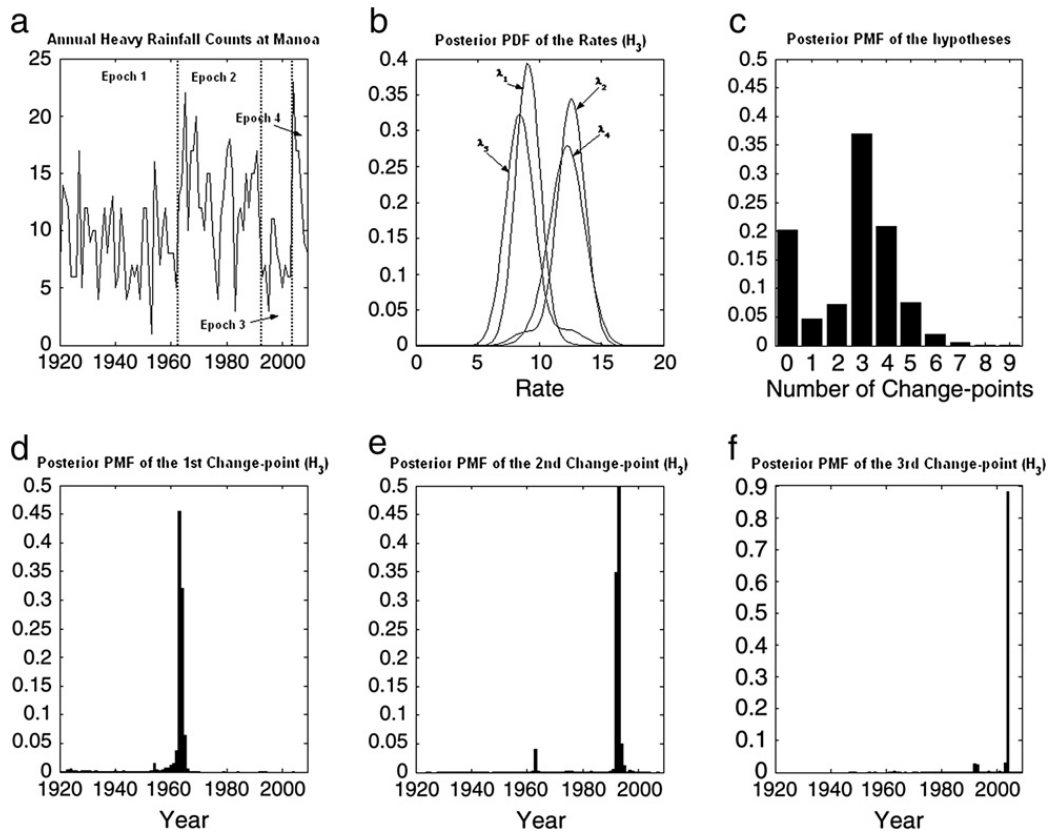 a
Annual Heavy Rainfall Counts at Manoa
25
20
15
10
5
0
Epoch 1
Epoch 2
Epoch 4
Epoch 3
1920 1940 1960 1980 2000
b
Posterior PDF of the Rates (H3)
0.4
0.35
0.3
0.25
0.2
0.15
0.1
0.05
0
λ1
λ2
λ4
λ3
0 5 10 15 20
Rate
c
Posterior PMF of the hypotheses
0.5
0.45
0.4
0.35
0.3
0.25
0.2
0.15
0.1
0.05
0
0 1 2 3 4 5 6 7 8 9
Number of Change-points
d
Posterior PMF of the 1st Change-point (H3)
0.5
0.45
0.4
0.35
0.3
0.25
0.2
0.15
0.1
0.05
0
1920 1940 1960 1980 2000
Year
e
Posterior PMF of the 2nd Change-point (H3)
0.5
0.45
0.4
0.35
0.3
0.25
0.2
0.15
0.1
0.05
0
1920 1940 1960 1980 2000
Year
f
Posterior PMF of the 3rd Change-point (H3)
0.9
0.8
0.7
0.6
0.5
0.4
0.3
0.2
0.1
0
1920 1940 1960 1980 2000
Year